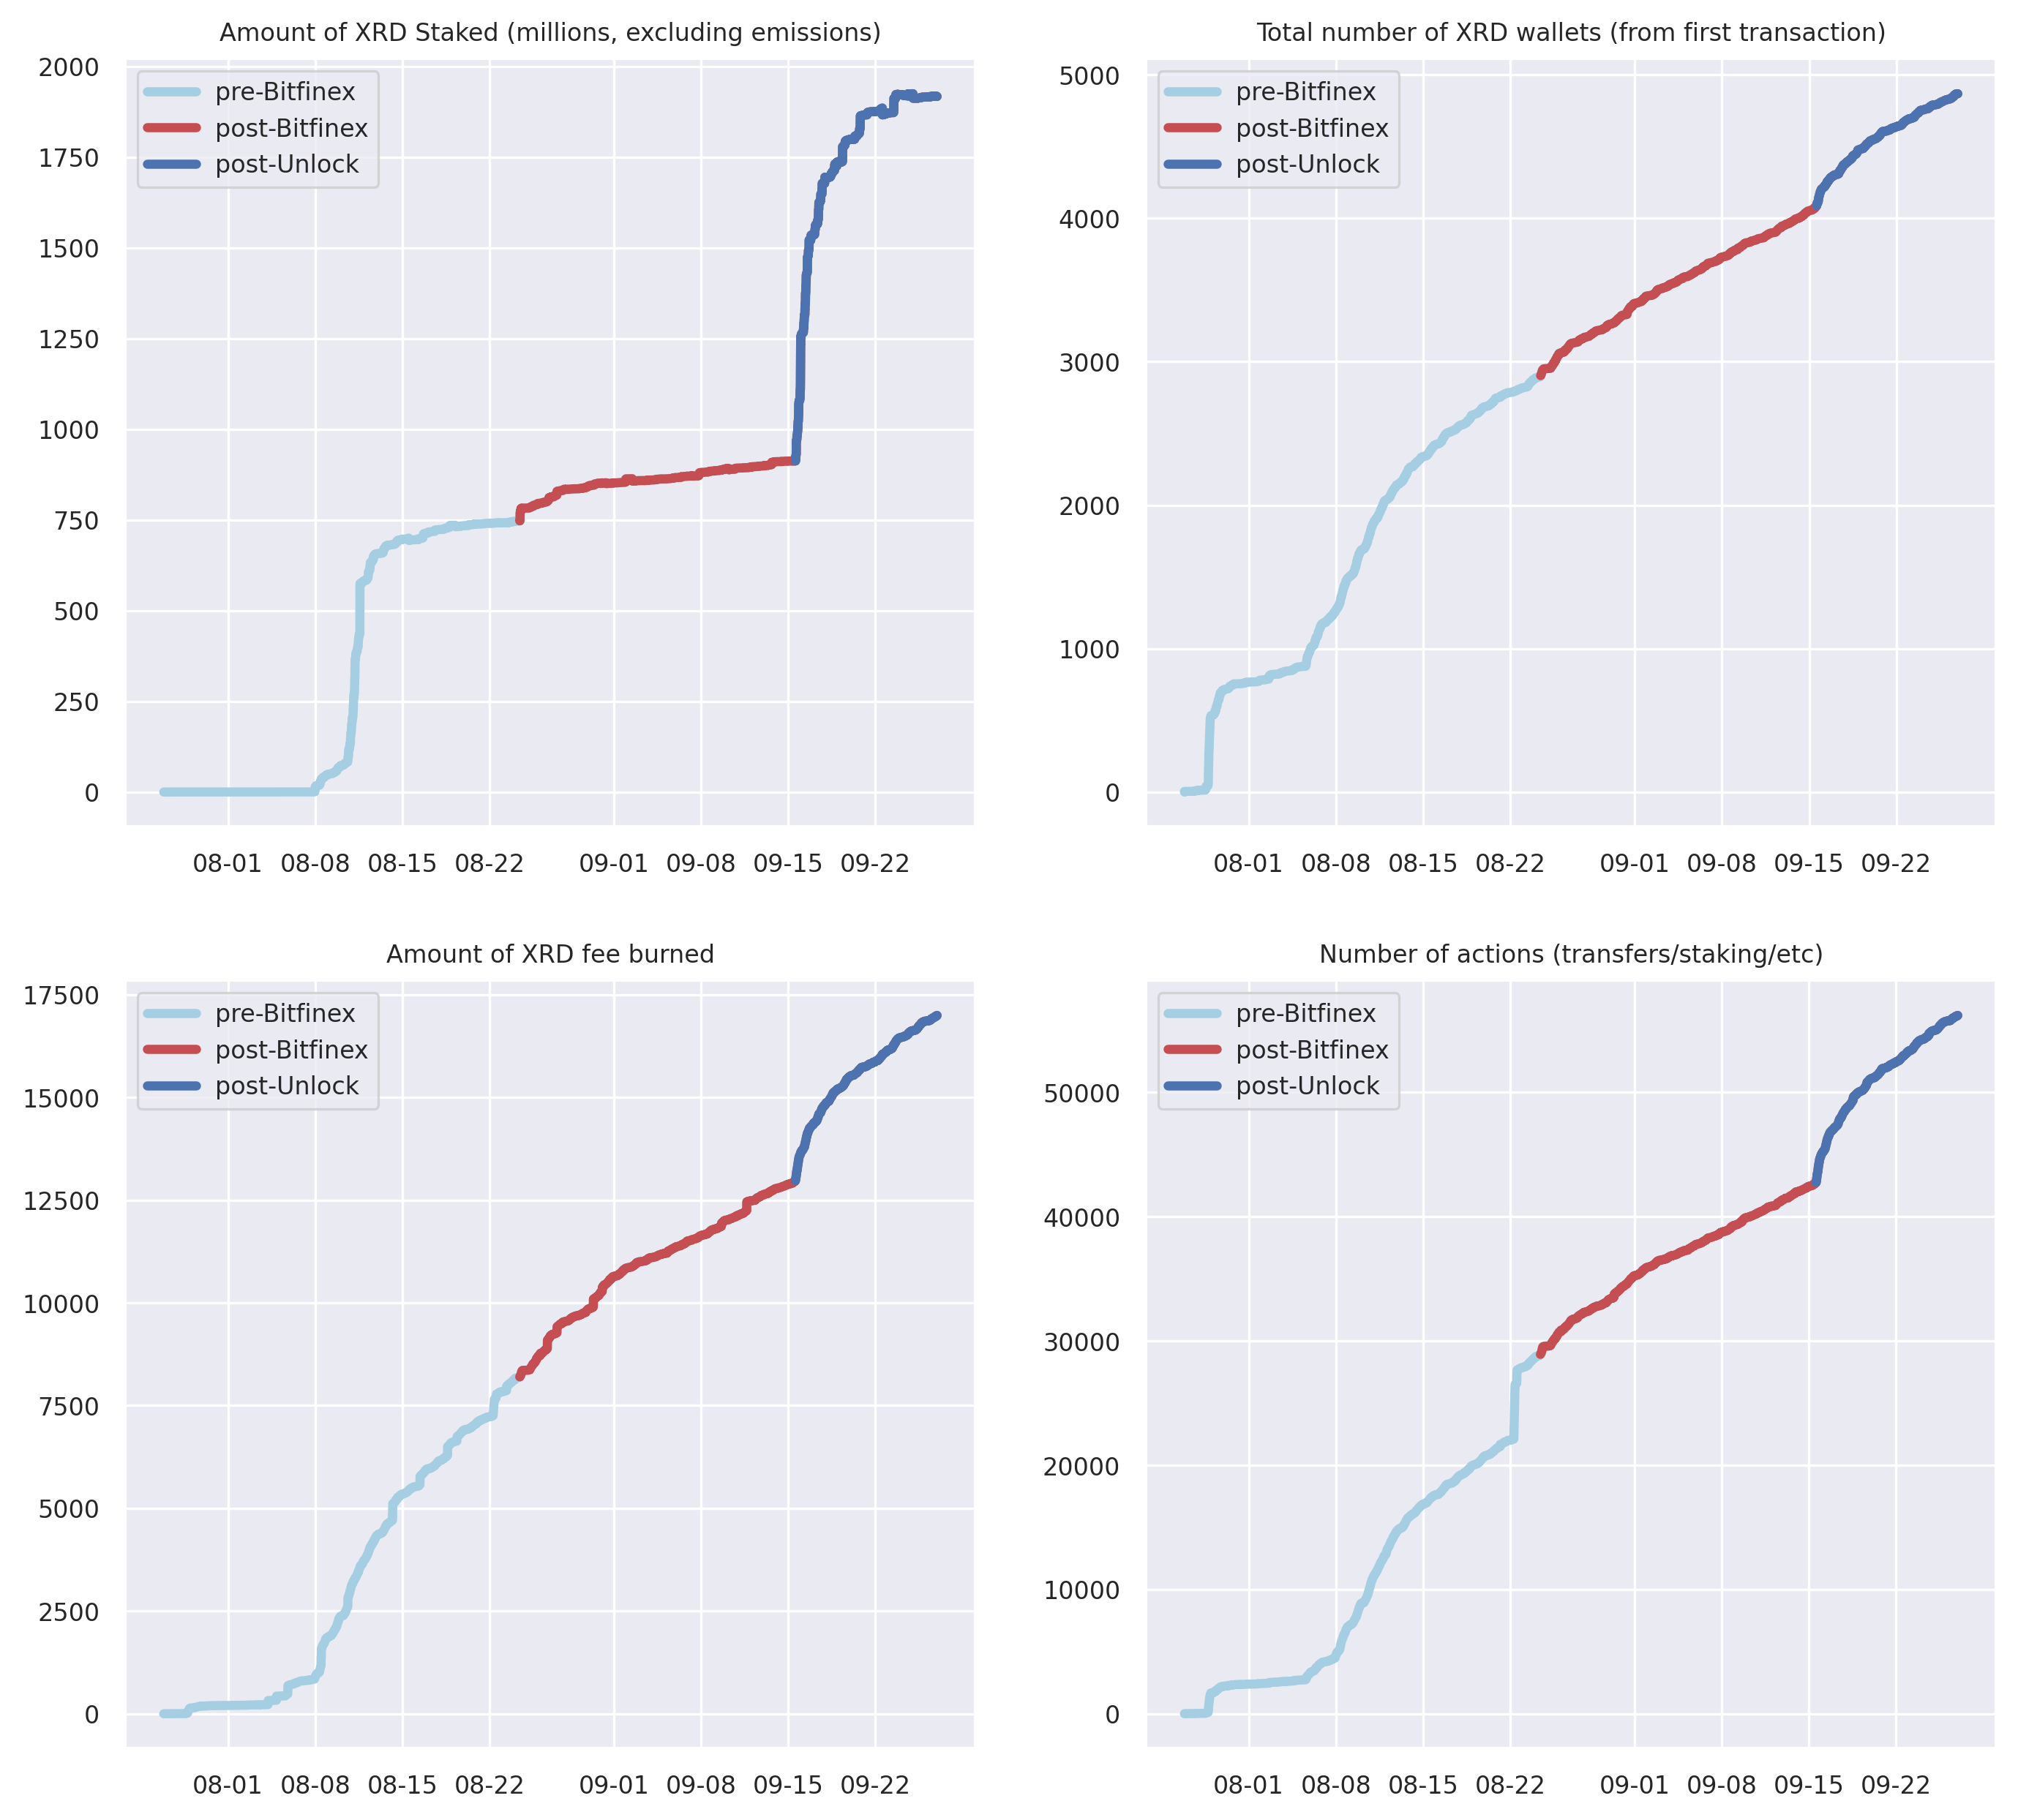 Amount of XRD Staked (millions, excluding emissions)
2000
1750
1500
1250
1000
750
500
250
0
pre-Bitfinex
post-Bitfinex
post-Unlock
08-01 08-08 08-15 08-22 09-01 09-08 09-15 09-22
Total number of XRD wallets (from first transaction)
5000
4000
3000
2000
1000
0
pre-Bitfinex
post-Bitfinex
post-Unlock
08-01 08-08 08-15 08-22 09-01 09-08 09-15 09-22
Amount of XRD fee burned
17500
15000
12500
10000
7500
5000
2500
0
pre-Bitfinex
post-Bitfinex
post-Unlock
08-01 08-08 08-15 08-22 09-01 09-08 09-15 09-22
Number of actions (transfers/staking/etc)
50000
40000
30000
20000
10000
0
pre-Bitfinex
post-Bitfinex
post-Unlock
08-01 08-08 08-15 08-22 09-01 09-08 09-15 09-22